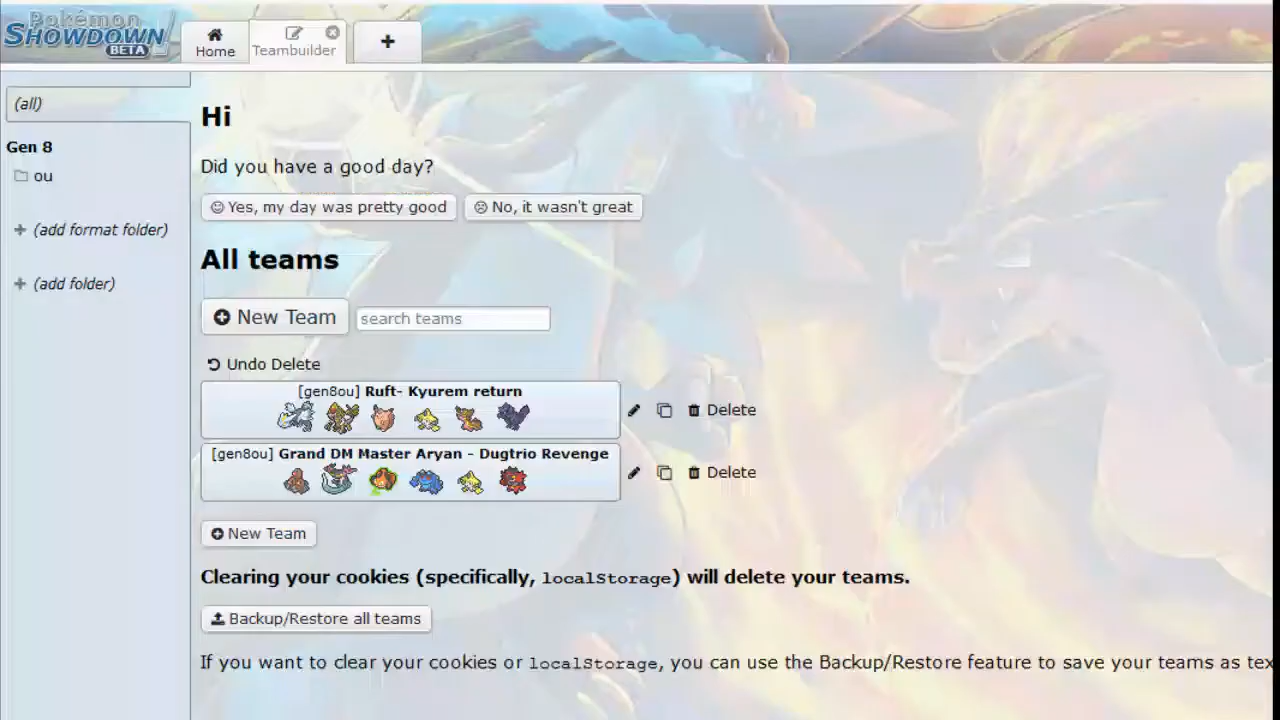 Pokémon
SHOWDOWN!
BETA
Home
Teambuilder
(all)
Gen 8
ou
(add format folder)
(add folder)
Hi
Did you have a good day?
Yes, my day was pretty good
No, it wasn't great
All teams
New Team
search teams
Undo Delete
[gen8ou] Ruft- Kyurem return
Delete
[gen8ou] Grand DM Master Aryan - Dugtrio Revenge
Delete
New Team
Clearing your cookies (specifically, localStorage) will delete your teams.
Backup/Restore all teams
If you want to clear your cookies or localStorage, you can use the Backup/Restore feature to save your teams as tex